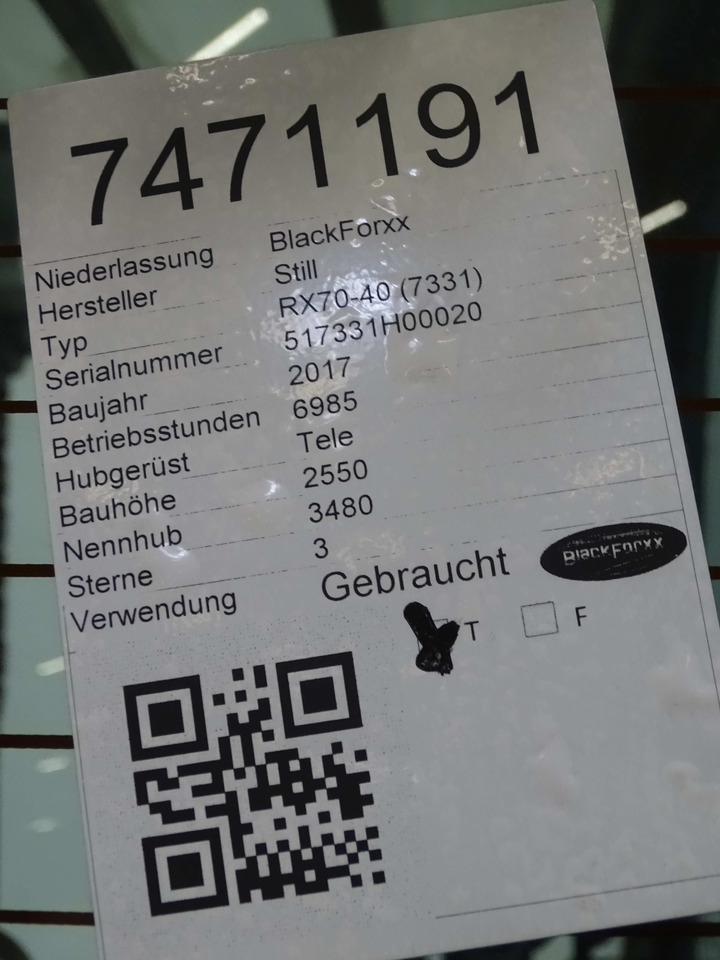 7471191
Niederlassung BlackForxx
Hersteller Still
Typ RX70-40 (7331)
Serialnummer 517331H00020
Baujahr 2017
Betriebsstunden 6985
Hubgerüst Tele
Bauhöhe 2550
Nennhub 3480
Sterne 3
Verwendung Gebraucht BlackForxx
T F